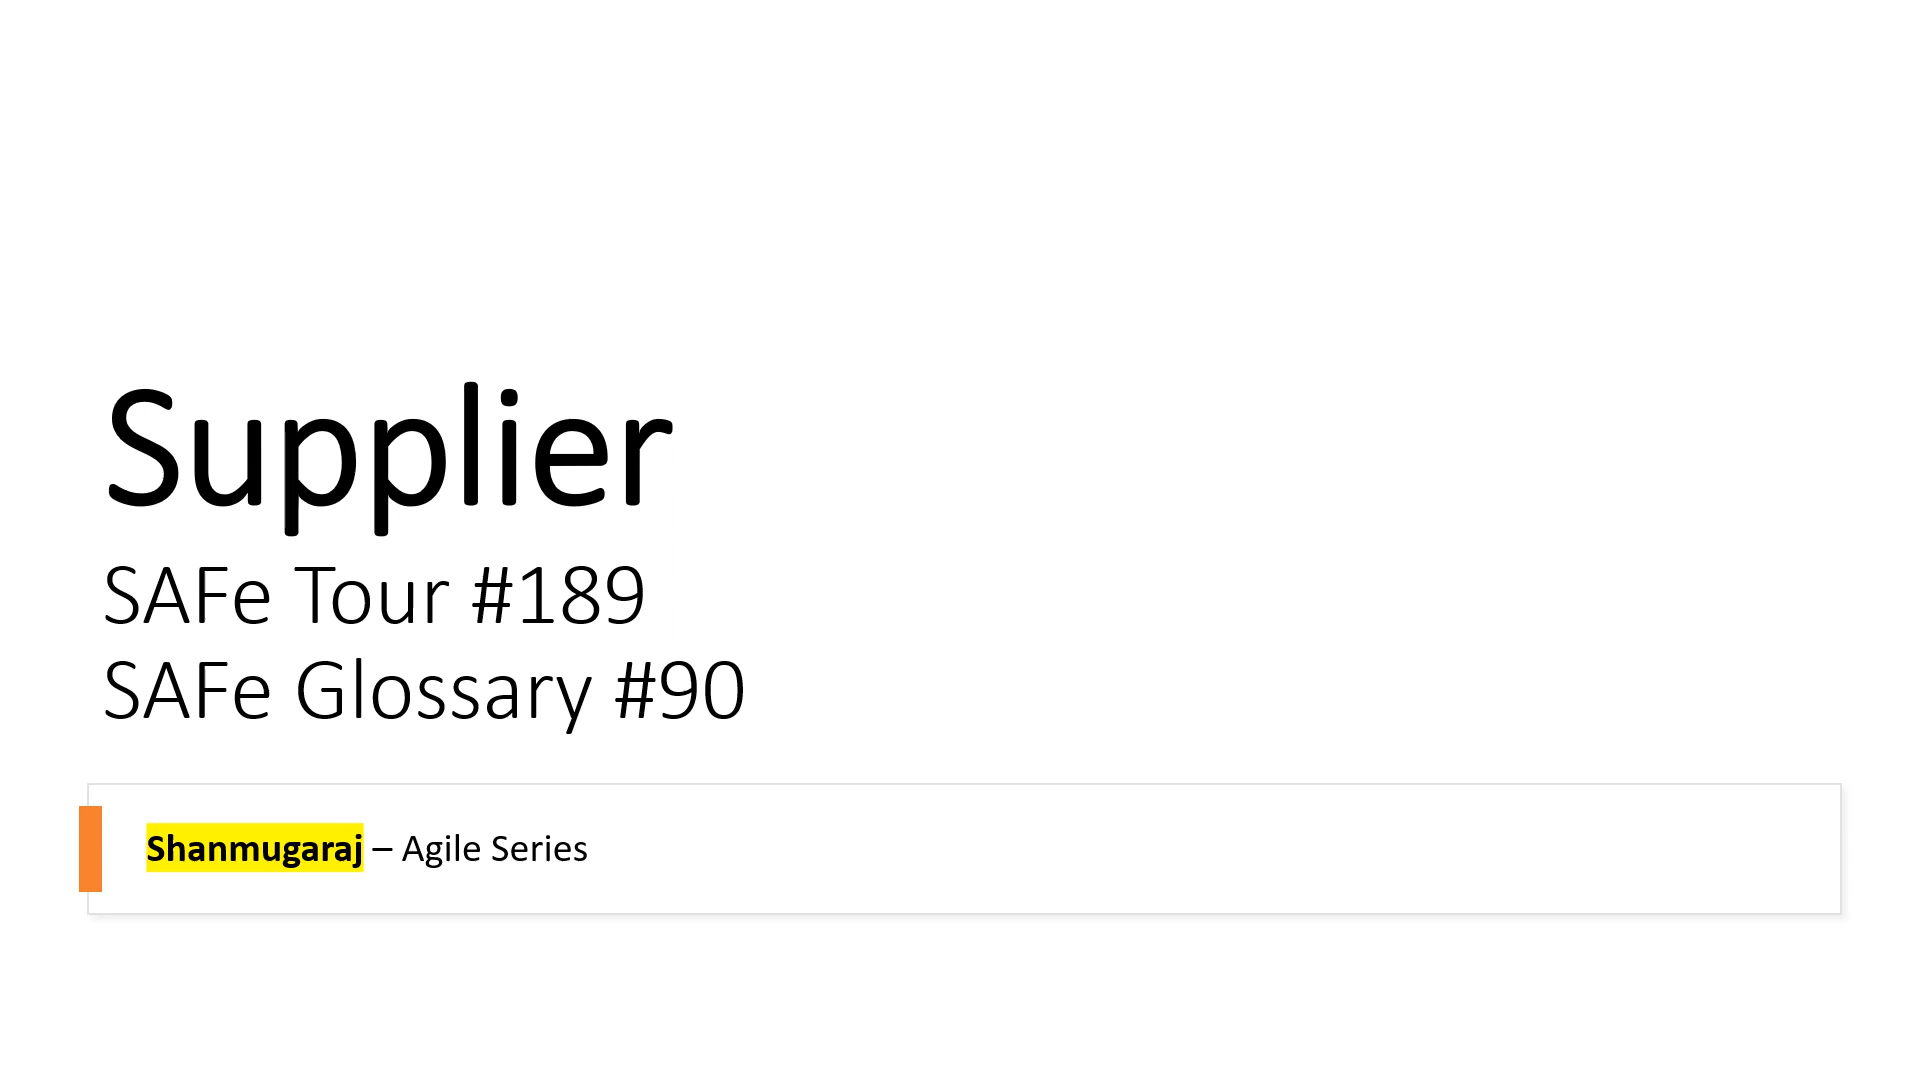 Supplier
SAFe Tour #189
SAFe Glossary #90
Shanmugaraj – Agile Series